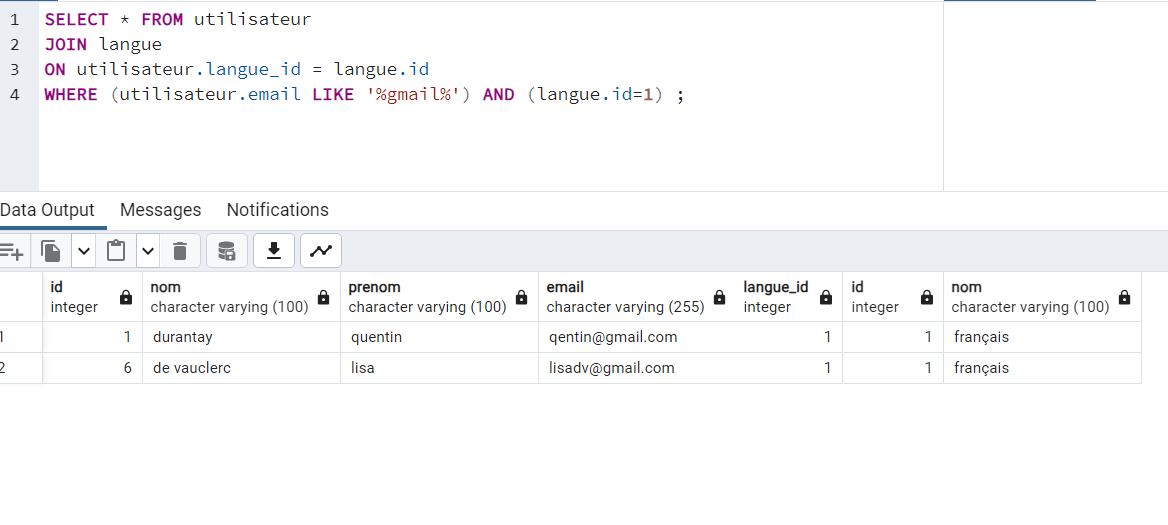 1 SELECT * FROM utilisateur
2 JOIN langue
3 ON utilisateur.langue_id = langue.id
4 WHERE (utilisateur.email LIKE '%gmail%') AND (langue.id=1) ;
Data Output Messages Notifications
id nom prenom email langue_id id nom
integer character varying (100) character varying (100) character varying (255) integer integer character varying (100)
1 1 durantay quentin qentin@gmail.com 1 1 français
2 6 de vauclerc lisa lisadv@gmail.com 1 1 français